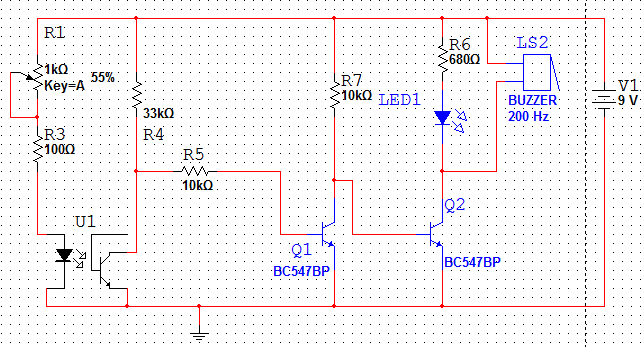 R1
1kΩ
Key=A
55%
R3
100Ω
33kΩ
R4
R5
10kΩ
U1
R7
10kΩ
Q1
BC547BP
R6
680Ω
LED1
Q2
BC547BP
LS2
BUZZER
200 Hz
V1
9 V